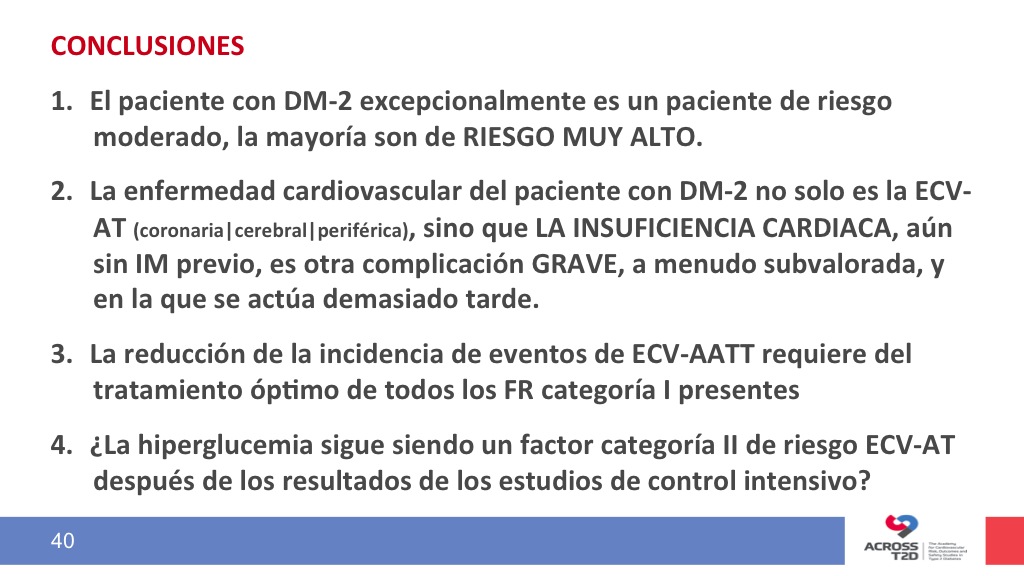 CONCLUSIONES
1. El paciente con DM-2 excepcionalmente es un paciente de riesgo
moderado, la mayoría son de RIESGO MUY ALTO.
2. La enfermedad cardiovascular del paciente con DM-2 no solo es la ECV-
AT (coronaria|cerebral|periférica), sino que LA INSUFICIENCIA CARDIACA, aún
sin IM previo, es otra complicación GRAVE, a menudo subvalorada, y
en la que se actúa demasiado tarde.
3. La reducción de la incidencia de eventos de ECV-AATT requiere del
tratamiento óptimo de todos los FR categoría I presentes
4. ¿La hiperglucemia sigue siendo un factor categoría II de riesgo ECV-AT
después de los resultados de los estudios de control intensivo?
40
ACROSS
T2D
The Academy
for Cardiovascular
Risk, Outcomes and
Safety Studies in
Type 2 Diabetes